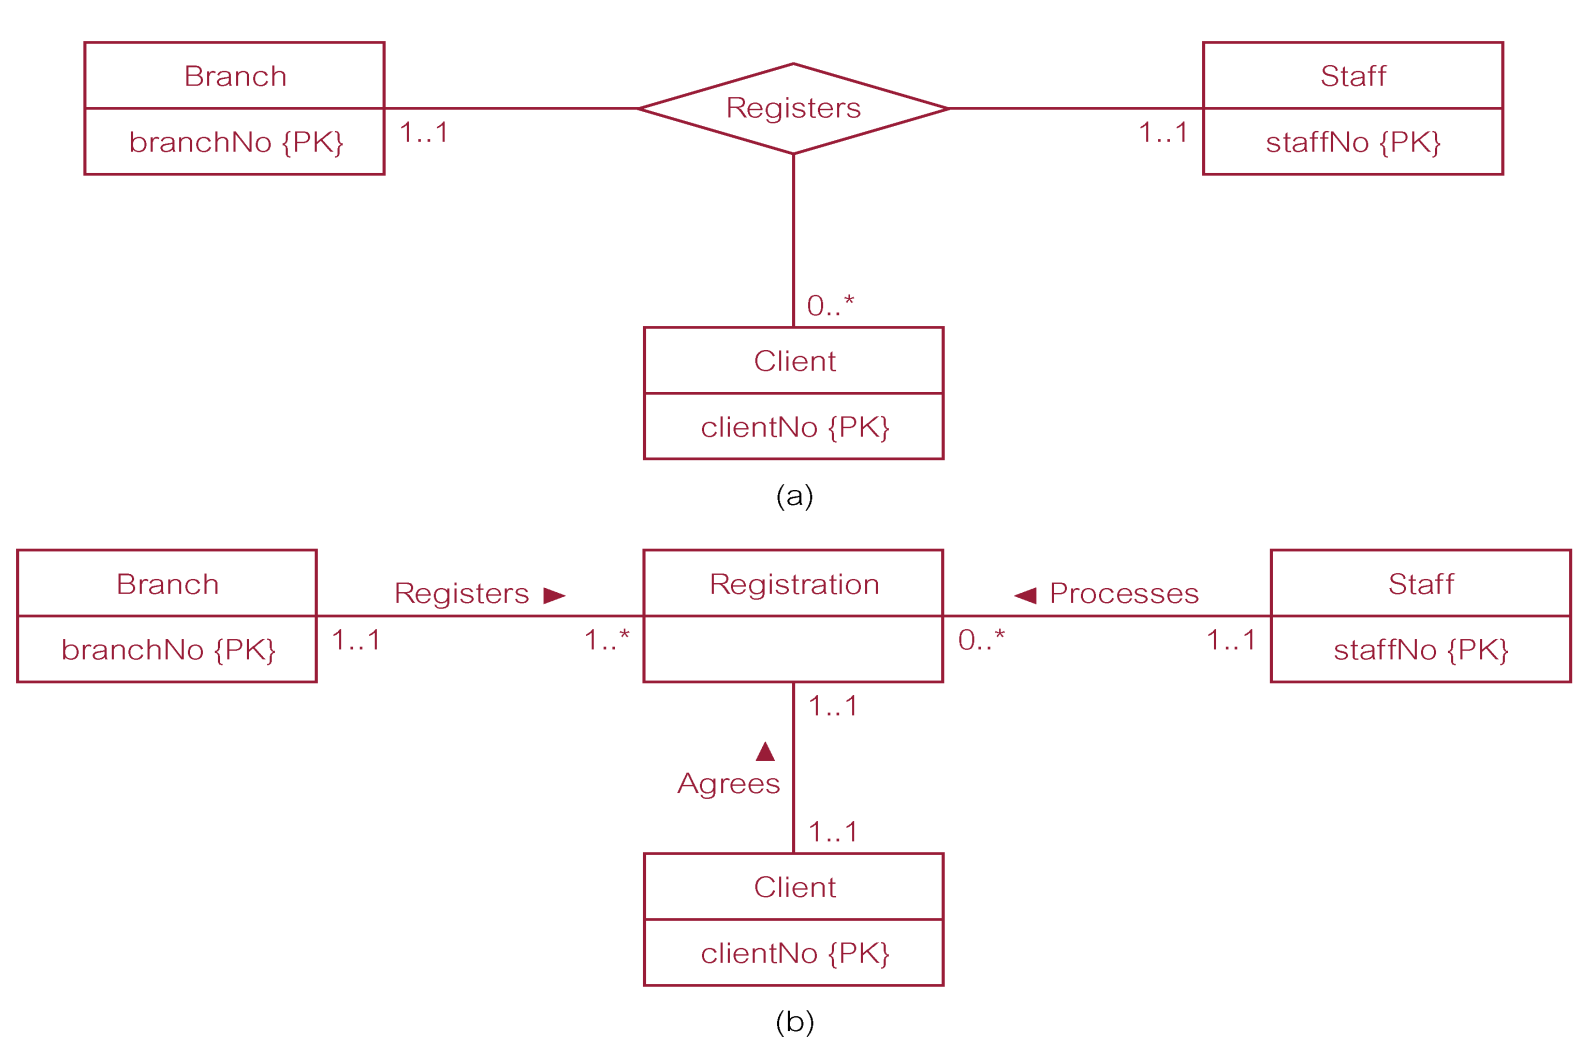 Branch
branchNo {PK}
1..1
Registers
1..1
Staff
staffNo {PK}
0..*
Client
clientNo {PK}
(a)
Branch
branchNo {PK}
Registers ►
1..1
1..*
Registration
◄ Processes
0..*
1..1
Staff
staffNo {PK}
1..1
▲
Agrees
1..1
Client
clientNo {PK}
(b)